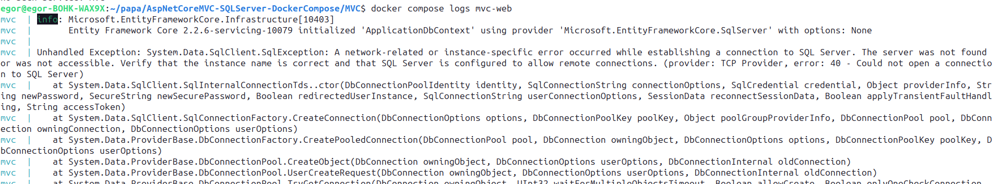 egor@egor-BOHK-WAX9X:~/papa/AspNetCoreMVC-SQLServer-DockerCompose/MVC$ docker compose logs mvc-web
mvc  | info: Microsoft.EntityFrameworkCore.Infrastructure[10403]
mvc  |       Entity Framework Core 2.2.6-servicing-10079 initialized 'ApplicationDbContext' using provider 'Microsoft.EntityFrameworkCore.SqlServer' with options: None
mvc  |
mvc  | Unhandled Exception: System.Data.SqlClient.SqlException: A network-related or instance-specific error occurred while establishing a connection to SQL Server. The server was not found
or was not accessible. Verify that the instance name is correct and that SQL Server is configured to allow remote connections. (provider: TCP Provider, error: 40 - Could not open a connectio
n to SQL Server)
mvc  |    at System.Data.SqlClient.SqlInternalConnectionTds..ctor(DbConnectionPoolIdentity identity, SqlConnectionString connectionOptions, SqlCredential credential, Object providerInfo, Str
ing newPassword, SecureString newSecurePassword, Boolean redirectedUserInstance, SqlConnectionString userConnectionOptions, SessionData reconnectSessionData, Boolean applyTransientFaultHandl
ing, String accessToken)
mvc  |    at System.Data.SqlClient.SqlConnectionFactory.CreateConnection(DbConnectionOptions options, DbConnectionPoolKey poolKey, Object poolGroupProviderInfo, DbConnectionPool pool, DbConn
ection owningConnection, DbConnectionOptions userOptions)
mvc  |    at System.Data.ProviderBase.DbConnectionFactory.CreatePooledConnection(DbConnectionPool pool, DbConnection owningObject, DbConnectionOptions options, DbConnectionPoolKey poolKey, D
bConnectionOptions userOptions)
mvc  |    at System.Data.ProviderBase.DbConnectionPool.CreateObject(DbConnection owningObject, DbConnectionOptions userOptions, DbConnectionInternal oldConnection)
mvc  |    at System.Data.ProviderBase.DbConnectionPool.UserCreateRequest(DbConnection owningObject, DbConnectionOptions userOptions, DbConnectionInternal oldConnection)
mvc  |    at System.Data.ProviderBase.DbConnectionPool.TryGetConnection(DbConnection owningObject, UInt32 waitForMultipleObjectsTimeout, Boolean allowCreate, Boolean onlyOneCheckConnection,